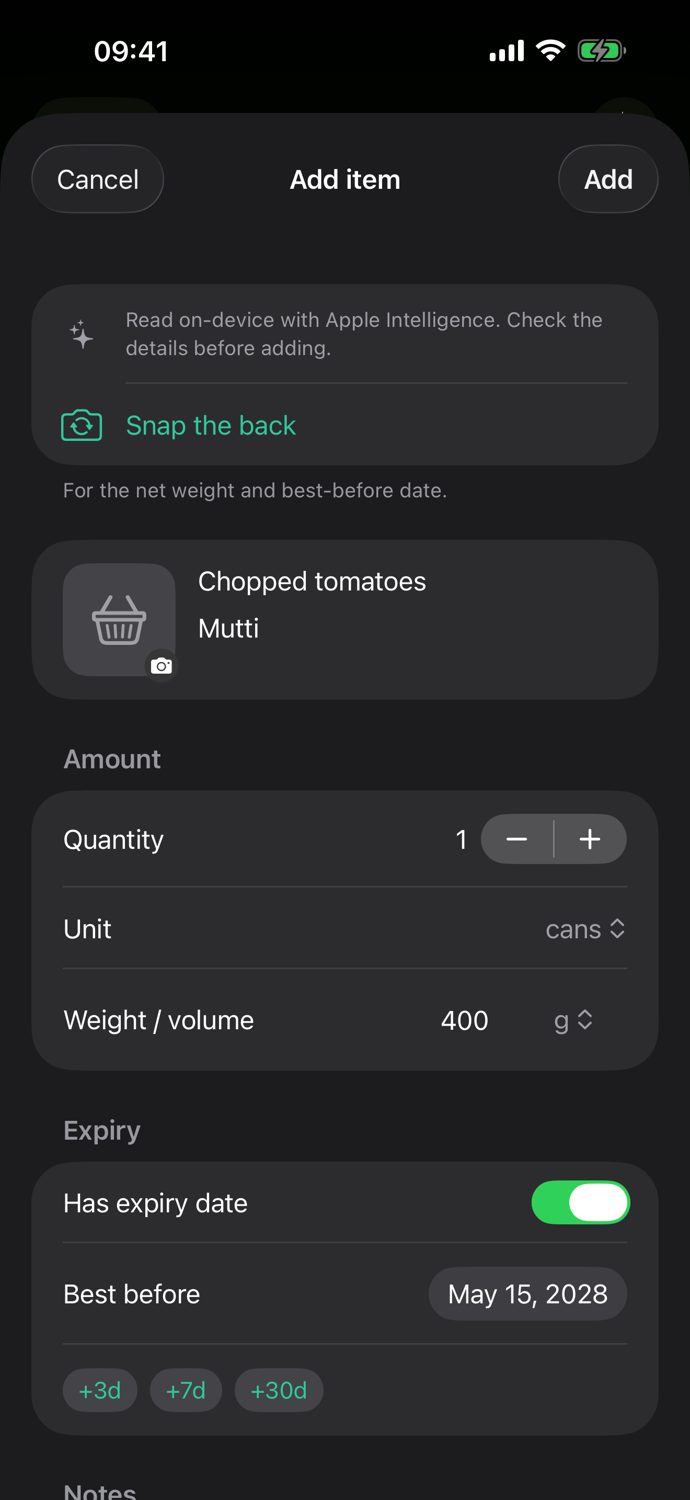 09:41
Cancel
Add item
Add
Read on-device with Apple Intelligence. Check the
details before adding.
Snap the back
For the net weight and best-before date.
Chopped tomatoes
Mutti
Amount
Quantity
1
Unit
cans
Weight / volume
400
g
Expiry
Has expiry date
Best before
May 15, 2028
+3d
+7d
+30d
Notes